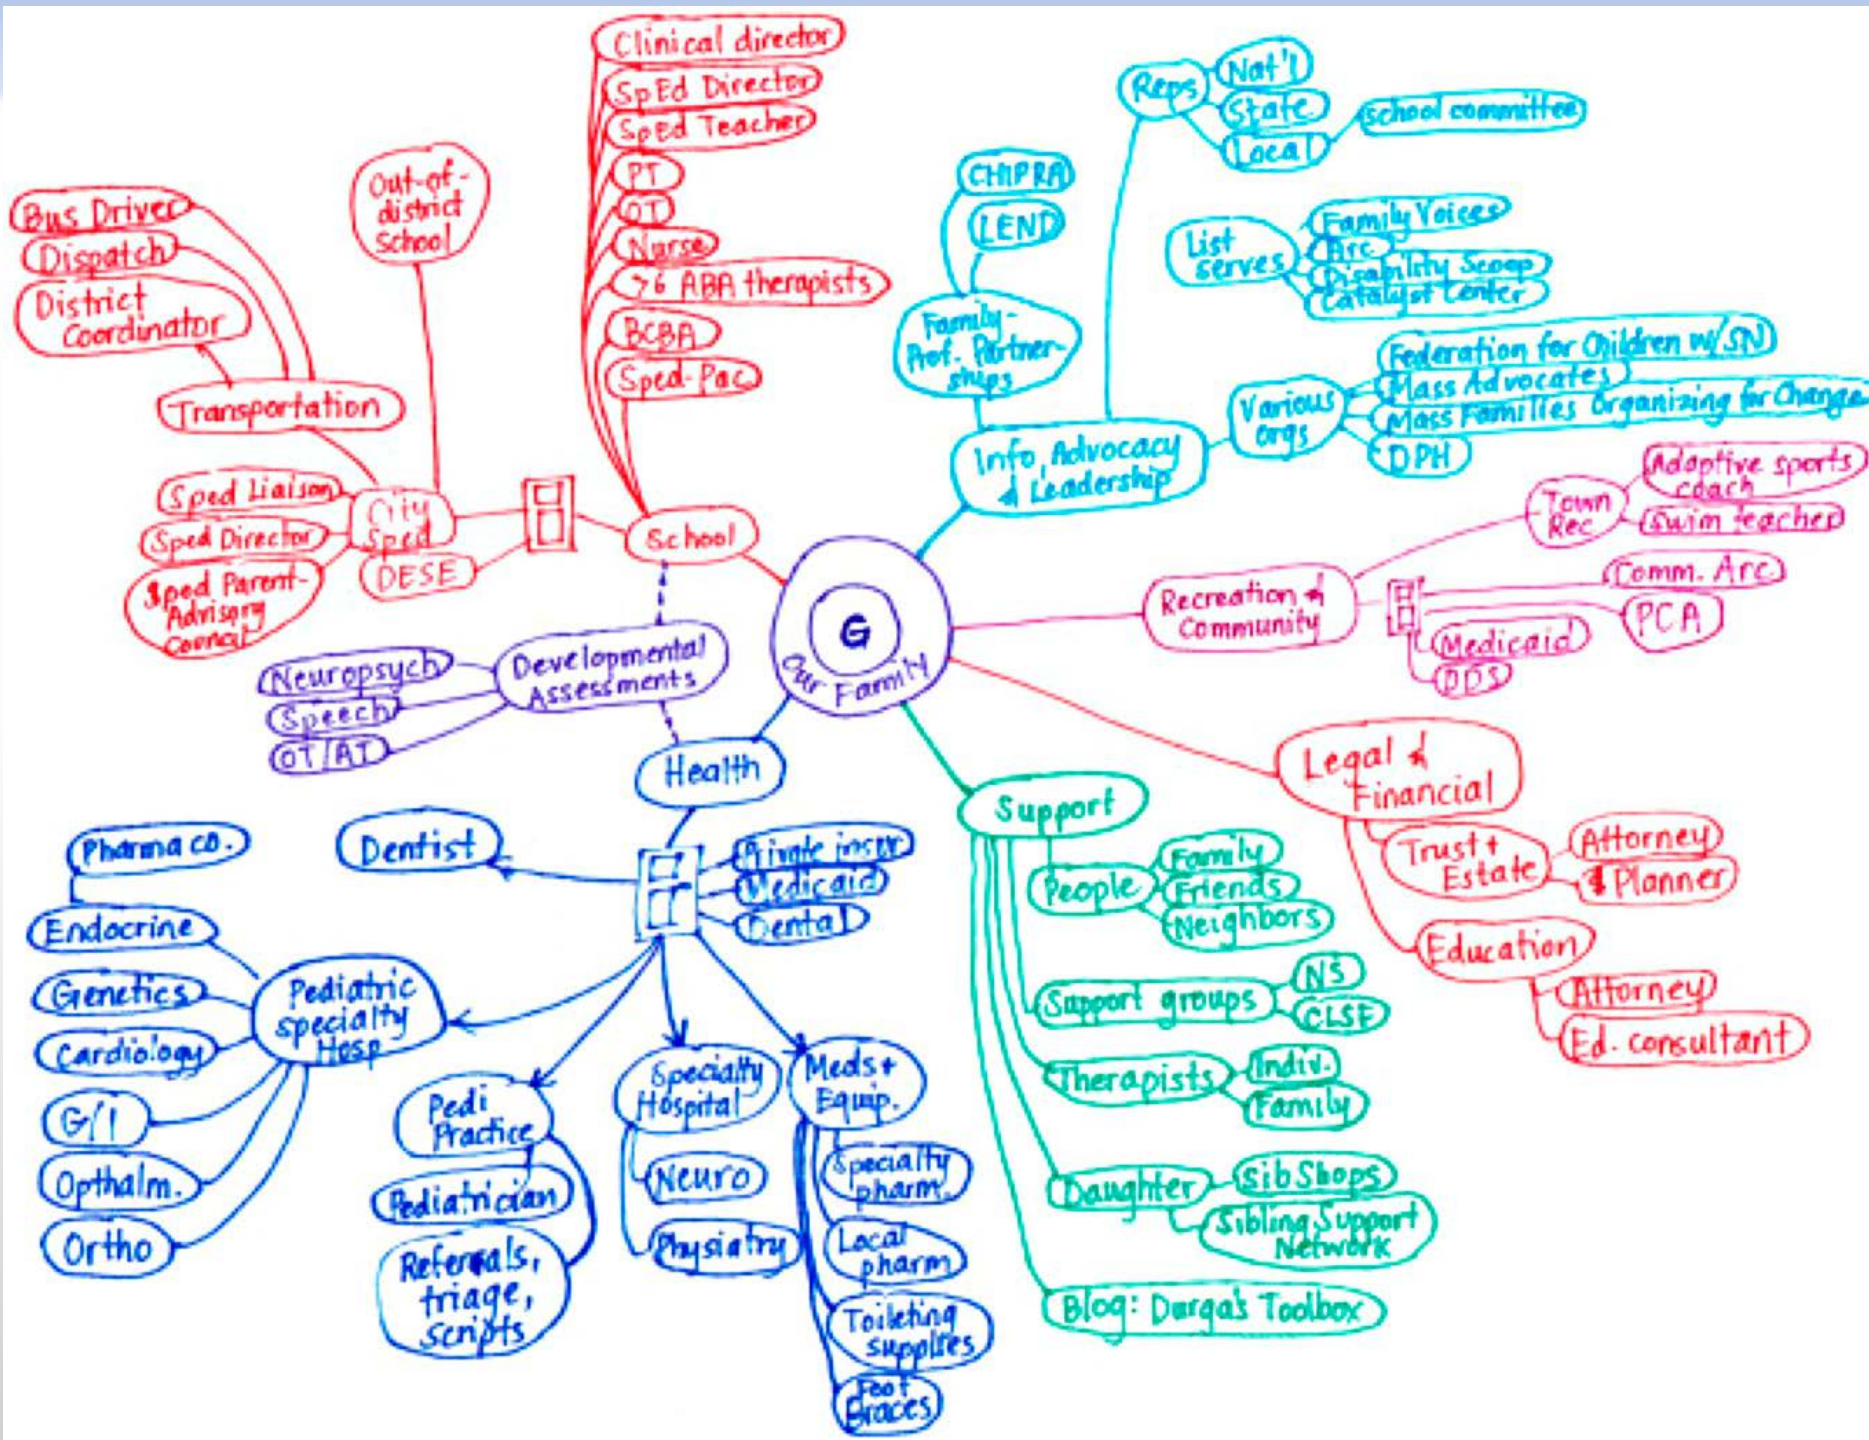 Clinical director
SpEd Director
SpEd Teacher
PT
OT
Nurse
>6 ABA therapists
BCBA
Sped-Pac
School
Out-of-
district
School
Bus Driver
Dispatch
District
Coordinator
Transportation
Sped Liaison
Sped Director
Sped Parent-
Advisory
Council
City
Sped
DESE
Developmental
Assessments
Neuropsych
Speech
OT/AT
G
Our Family
Reps
Nat'l
State
Local
school committee
CHIPRA
LEND
Family-
Prof. Partner-
ships
List
serves
Family Voices
Arc
Disability Scoop
Catalyst Center
Various
orgs
Federation for Children w/SN
Mass Advocates
Mass Families Organizing for Change
DPH
Info, Advocacy
& Leadership
Recreation &
Community
Town
Rec
Adaptive sports
coach
Swim teacher
Comm. Arc
PCA
Medicaid
DDS
Legal &
Financial
Trust +
Estate
Attorney
$ Planner
Education
Attorney
Ed. consultant
Support
People
Family
Friends
Neighbors
Support groups
NS
CLSF
Therapists
Indiv.
Family
Daughter
SibShops
Sibling Support
Network
Blog: Durga's Toolbox
Health
Dentist
Private insur
Medicaid
Dental
Pharma co.
Endocrine
Genetics
Cardiology
G/I
Opthalm.
Ortho
Pediatric
specialty
Hosp
Pedi
Practice
Pediatrician
Referrals,
triage,
scripts
Specialty
Hospital
Neuro
Physiatry
Meds +
Equip.
Specialty
pharm.
Local
pharm
Toileting
supplies
Foot
Braces